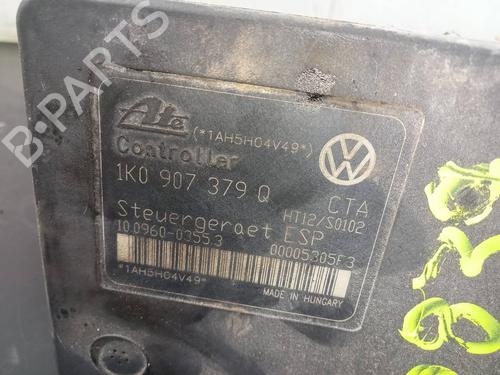 B-PARTS
Ate (*1AH5H04V49*)
Controller
1K0 907 379 Q CTA
HT12/S0102
Steuergeraet ESP
10.0960-0355.3 00005305E3
*1AH5H04V49*
MADE IN HUNGARY